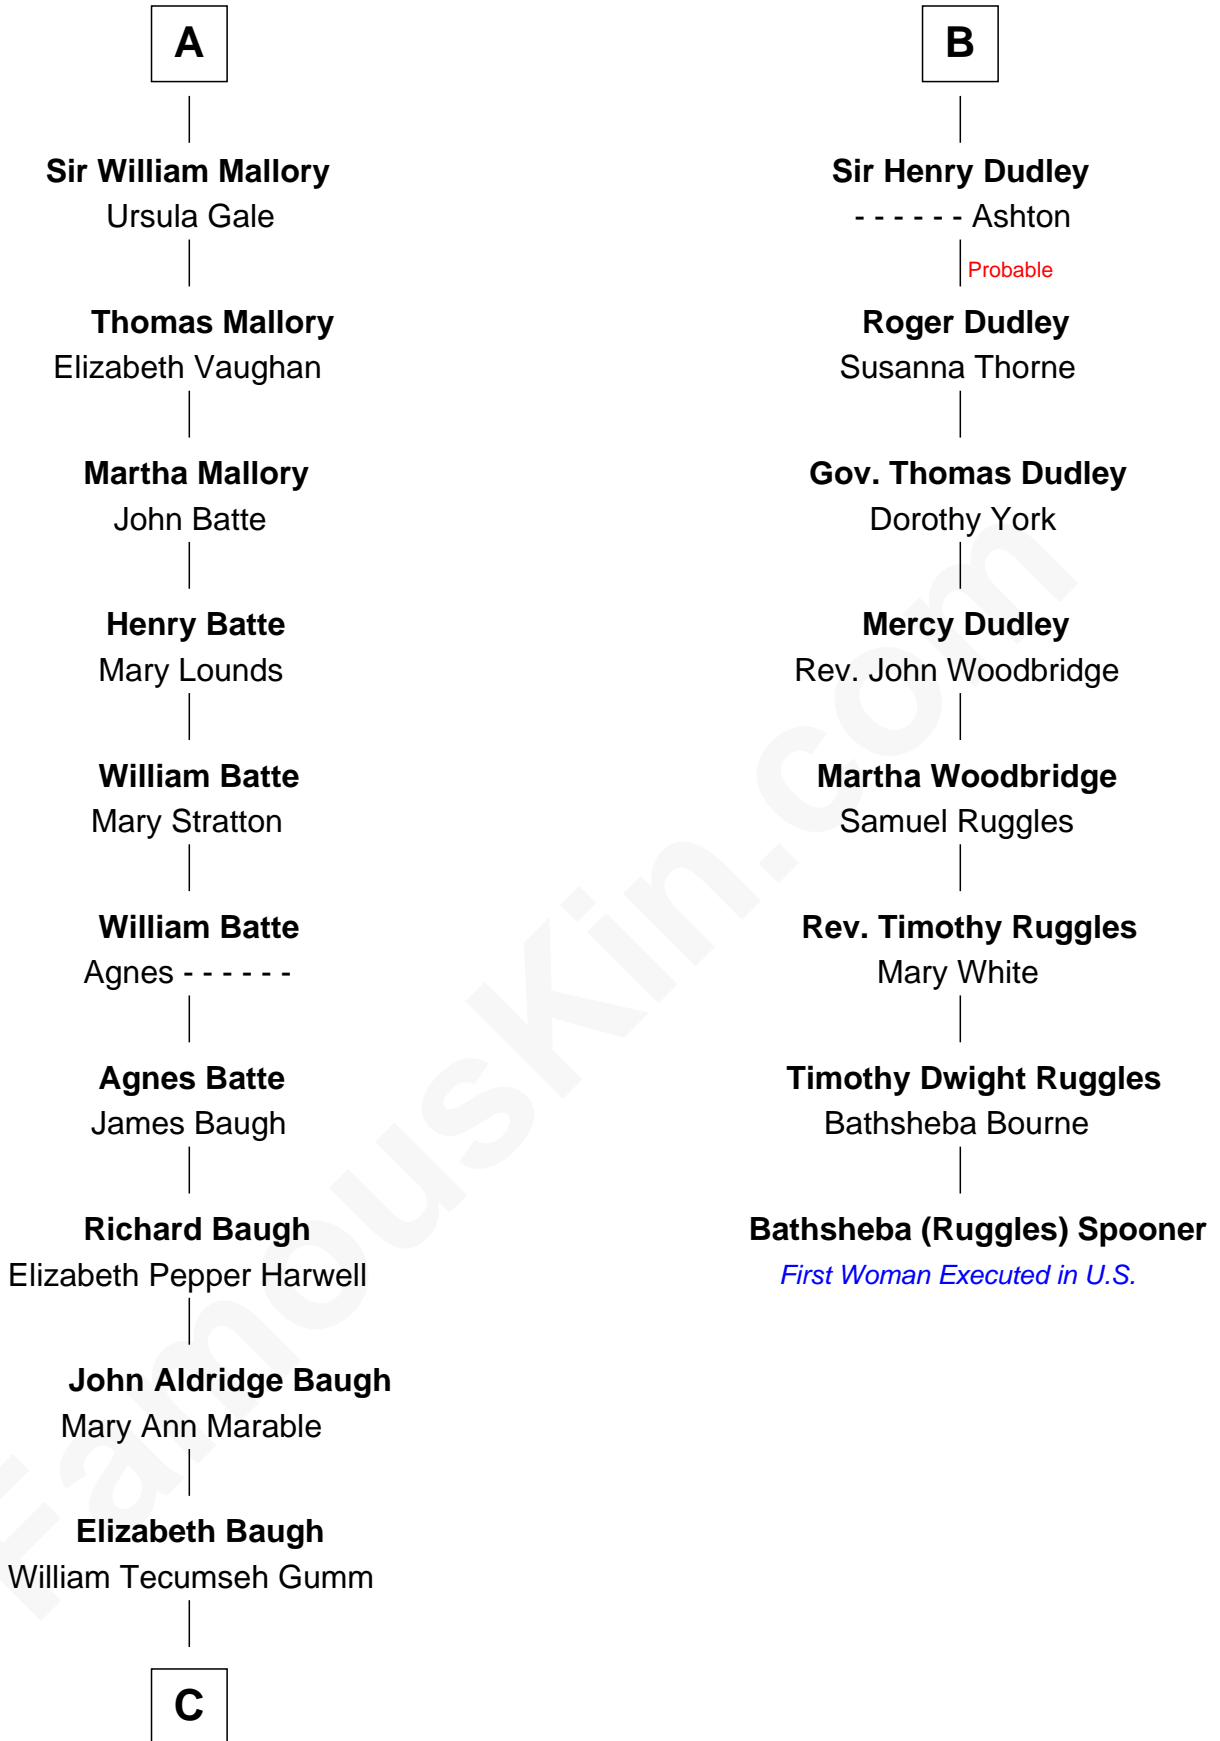 A
Sir William Mallory
Ursula Gale
Thomas Mallory
Elizabeth Vaughan
Martha Mallory
John Batte
Henry Batte
Mary Lounds
William Batte
Mary Stratton
William Batte
Agnes - - - - - -
Agnes Batte
James Baugh
Richard Baugh
Elizabeth Pepper Harwell
John Aldridge Baugh
Mary Ann Marable
Elizabeth Baugh
William Tecumseh Gumm
C
B
Sir Henry Dudley
- - - - - - Ashton
Probable
Roger Dudley
Susanna Thorne
Gov. Thomas Dudley
Dorothy York
Mercy Dudley
Rev. John Woodbridge
Martha Woodbridge
Samuel Ruggles
Rev. Timothy Ruggles
Mary White
Timothy Dwight Ruggles
Bathsheba Bourne
Bathsheba (Ruggles) Spooner
First Woman Executed in U.S.
FamousKin.com